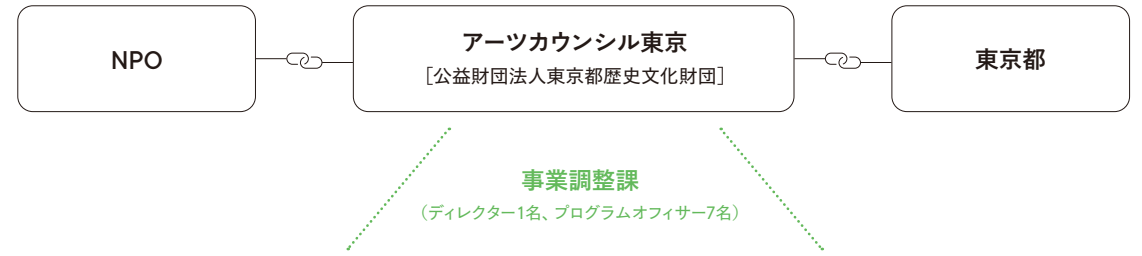 NPO
アーツカウンシル東京
［公益財団法人東京都歴史文化財団］
東京都
事業調整課
（ディレクター1名、プログラムオフィサー7名）